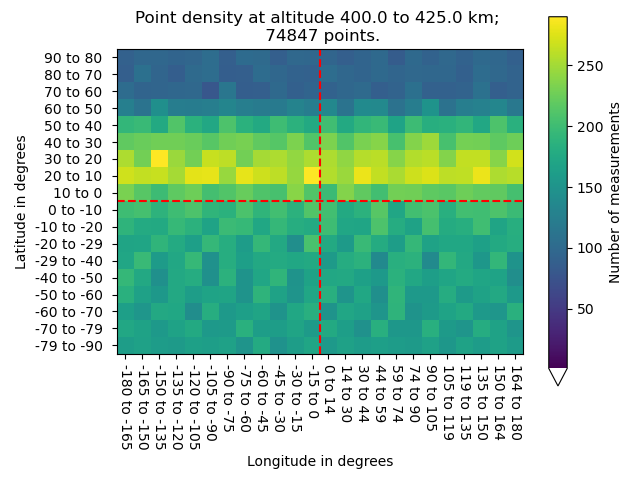 Point density at altitude 400.0 to 425.0 km;
74847 points.
90 to 80
80 to 70
70 to 60
60 to 50
50 to 40
40 to 30
30 to 20
20 to 10
10 to 0
0 to -10
-10 to -20
-20 to -29
-29 to -40
-40 to -50
-50 to -60
-60 to -70
-70 to -79
-79 to -90
Latitude in degrees
-180 to -165
-165 to -150
-150 to -135
-135 to -120
-120 to -105
-105 to -90
-90 to -75
-75 to -60
-60 to -45
-45 to -30
-30 to -15
-15 to 0
0 to 14
14 to 30
30 to 44
44 to 59
59 to 74
74 to 90
90 to 105
105 to 119
119 to 135
135 to 150
150 to 164
164 to 180
Longitude in degrees
250
200
150
100
50
Number of measurements